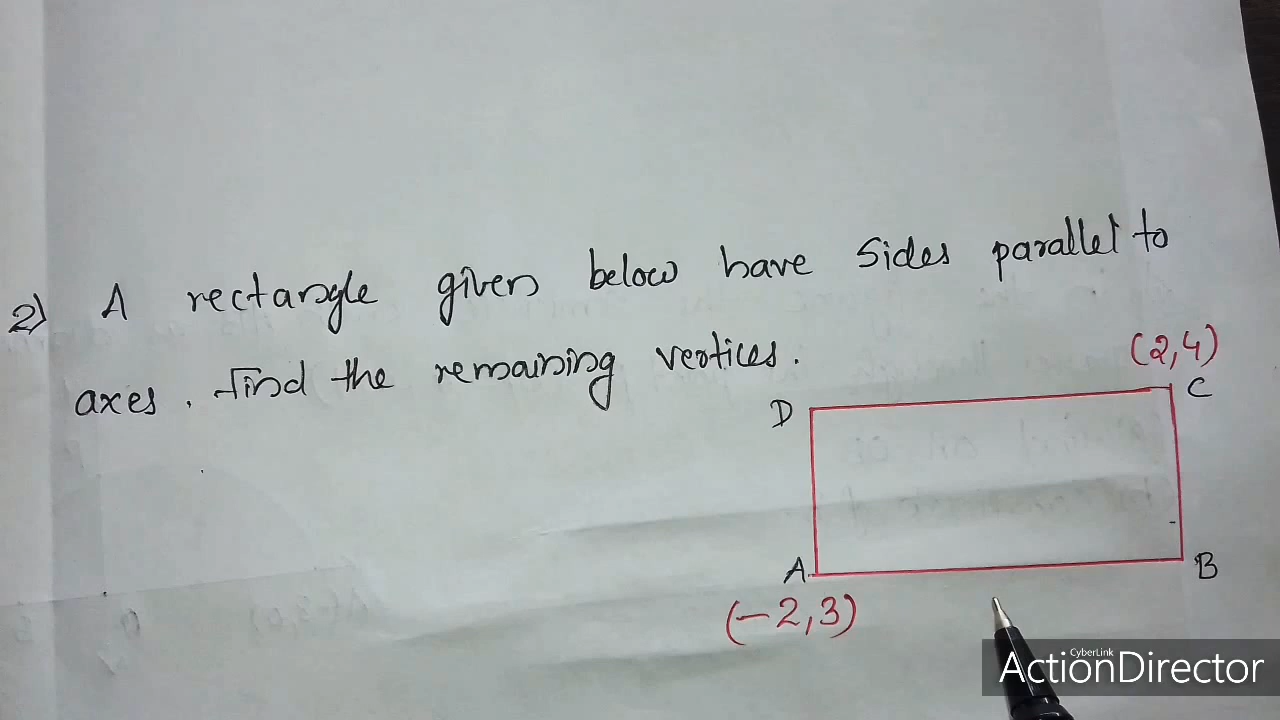 2) A rectangle given below have sides parallel to
axes. find the remaining vertices.
(2,4)
D
C
A
B
(-2,3)
CyberLink
ActionDirector